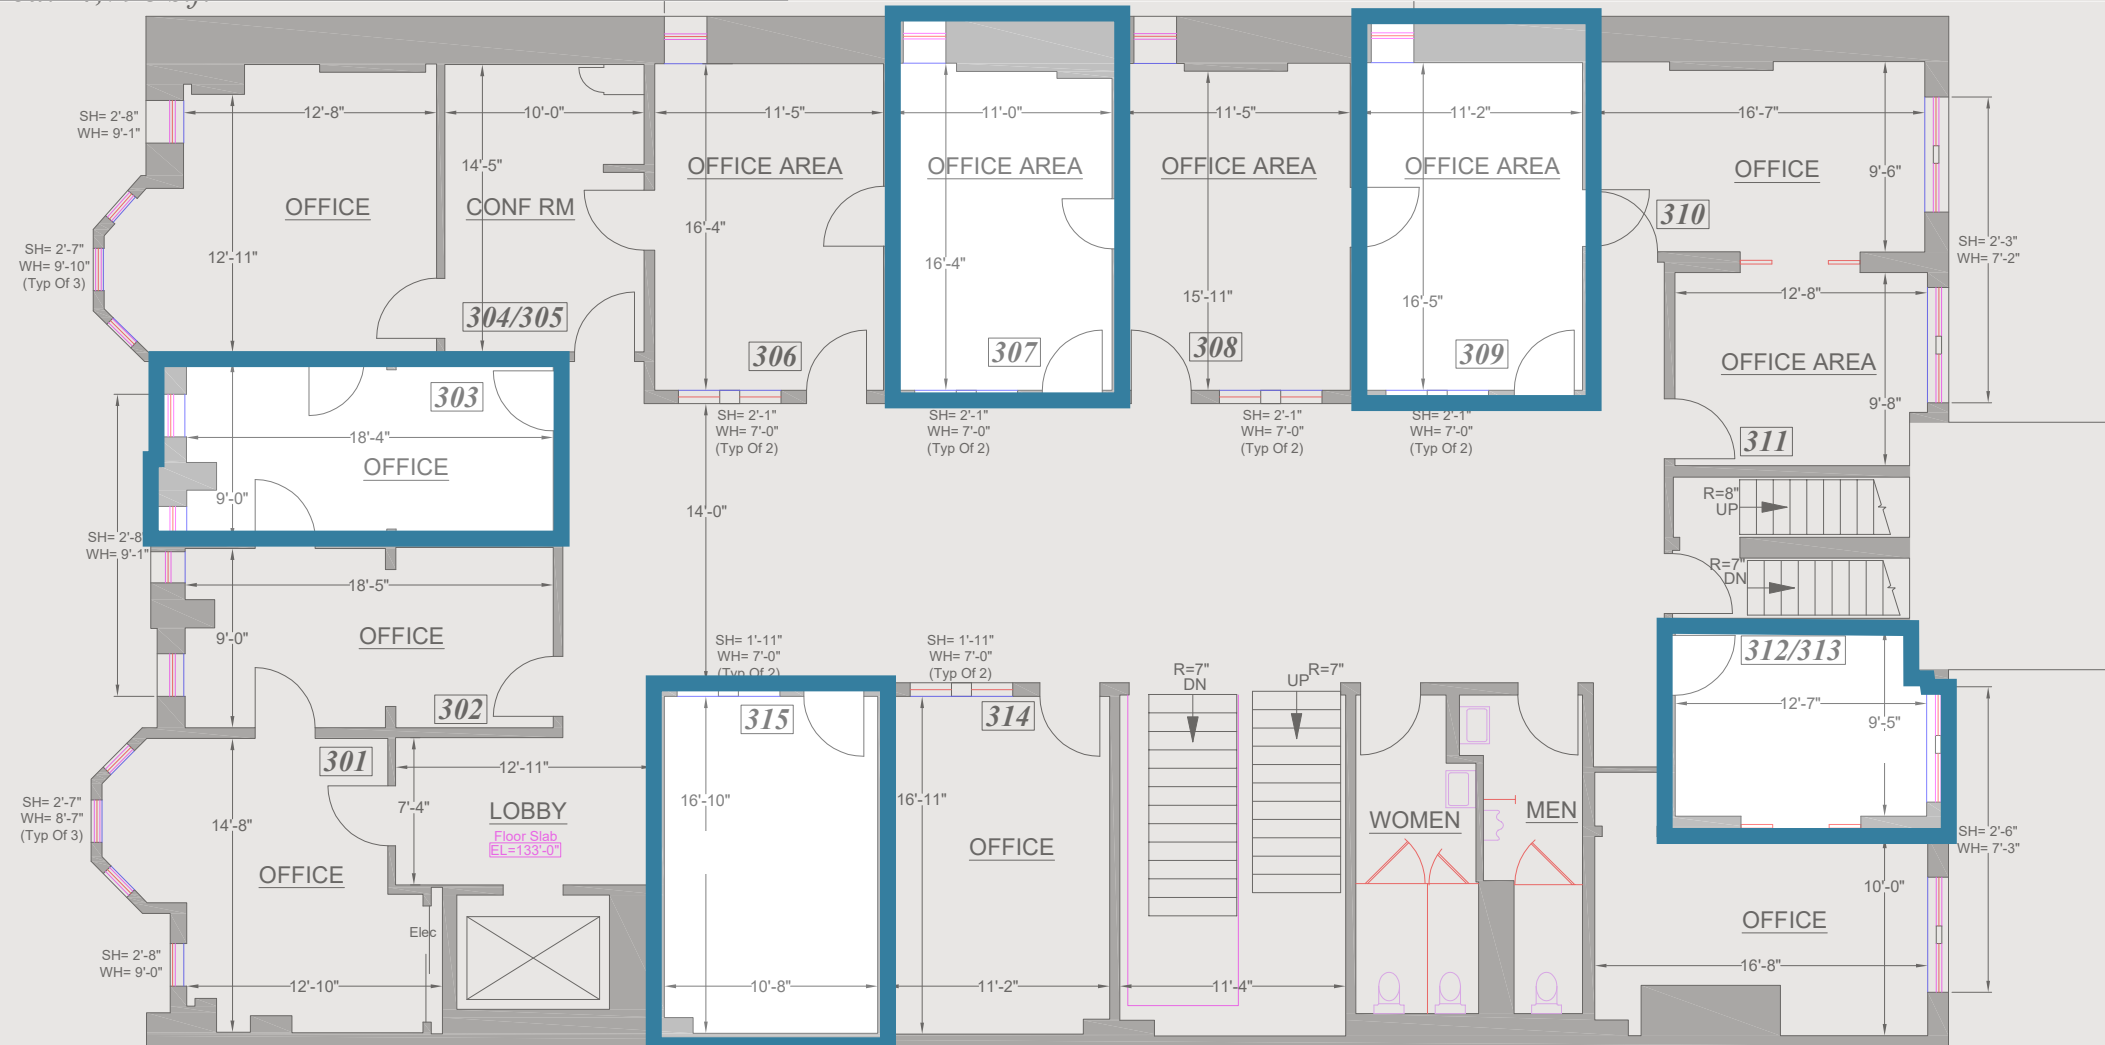 SH= 2'-8"
WH= 9'-1"
12'-8"
10'-0"
11'-5"
11'-0"
11'-5"
11'-2"
16'-7"
14'-5"
OFFICE AREA
OFFICE AREA
OFFICE AREA
OFFICE AREA
OFFICE
9'-6"
OFFICE
CONF RM
310
16'-4"
SH= 2'-7"
WH= 9'-10"
(Typ Of 3)
12'-11"
16'-4"
SH= 2'-3"
WH= 7'-2"
15'-11"
16'-5"
12'-8"
304/305
306
307
308
309
OFFICE AREA
303
9'-8"
SH= 2'-1"
WH= 7'-0"
(Typ Of 2)
SH= 2'-1"
WH= 7'-0"
(Typ Of 2)
SH= 2'-1"
WH= 7'-0"
(Typ Of 2)
SH= 2'-1"
WH= 7'-0"
(Typ Of 2)
311
18'-4"
OFFICE
9'-0"
14'-0"
R=8"
UP
SH= 2'-8"
WH= 9'-1"
R=7"
DN
18'-5"
OFFICE
9'-0"
SH= 1'-11"
WH= 7'-0"
(Typ Of 2)
SH= 1'-11"
WH= 7'-0"
(Typ Of 2)
R=7"
DN
R=7"
UP
312/313
302
315
314
12'-7"
9'-5"
301
12'-11"
7'-4"
LOBBY
Floor Slab
EL=133'-0"
16'-10"
16'-11"
SH= 2'-7"
WH= 8'-7"
(Typ Of 3)
14'-8"
WOMEN
MEN
SH= 2'-6"
WH= 7'-3"
OFFICE
OFFICE
10'-0"
OFFICE
Elec
SH= 2'-8"
WH= 9'-0"
16'-8"
12'-10"
10'-8"
11'-2"
11'-4"